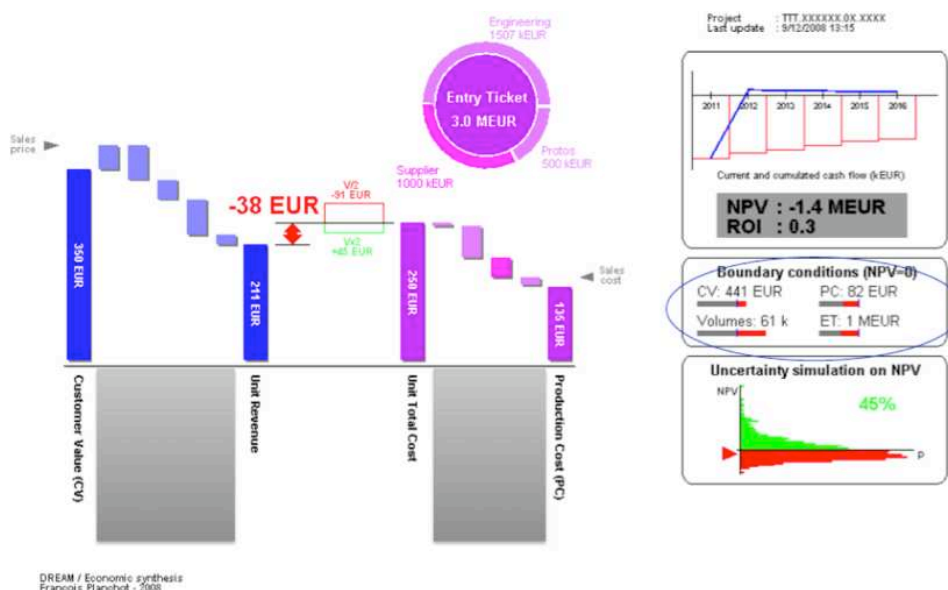 Project : TTT.XXXXXX.0X.XXXX
Last update : 9/12/2008 13:15
Engineering
1507 kEUR
Entry Ticket
3.0 MEUR
Protos
500 kEUR
Supplier
1000 kEUR
Sales
price
-38 EUR
V/2
-91 EUR
Vx2
+45 EUR
350 EUR
211 EUR
250 EUR
135 EUR
Sales
cost
Customer Value (CV)
Unit Revenue
Unit Total Cost
Production Cost (PC)
2011 2012 2013 2014 2015 2016
Current and cumulated cash flow (kEUR)
NPV : -1.4 MEUR
ROI : 0.3
Boundary conditions (NPV=0)
CV: 441 EUR PC: 82 EUR
Volumes: 61 k ET: 1 MEUR
Uncertainty simulation on NPV
NPV
45%
P
DREAM / Economic synthesis
François Planchot - 2008